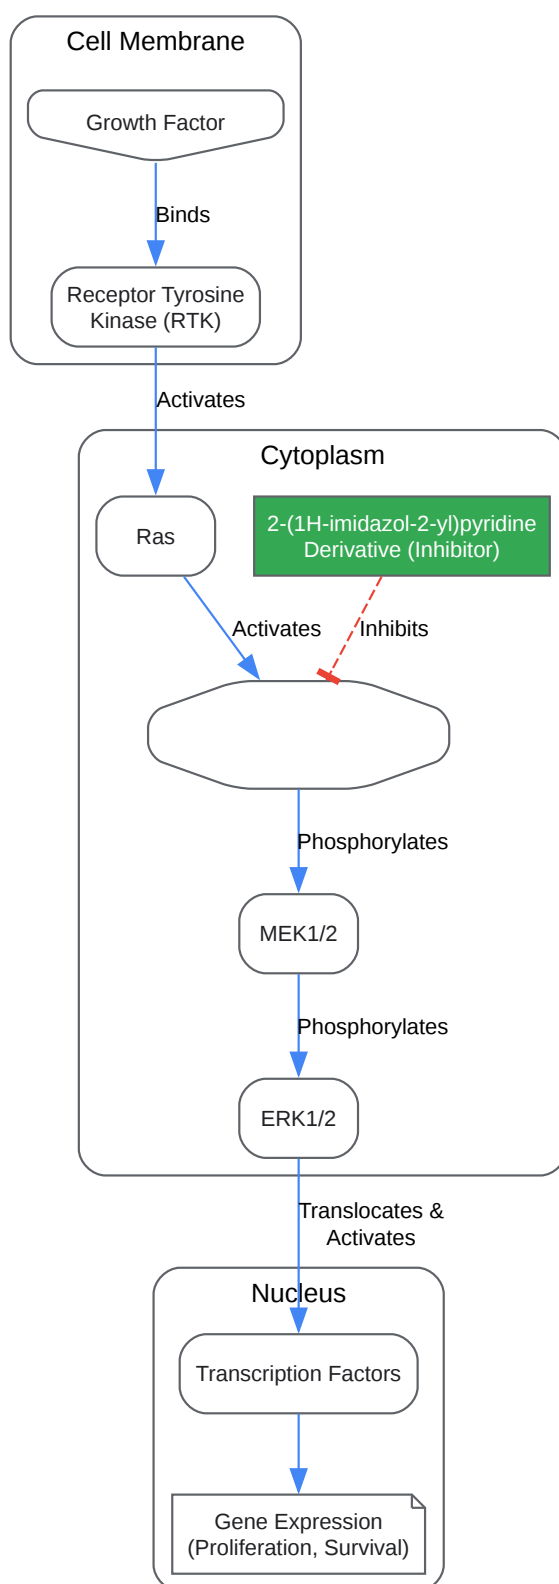 Cell Membrane
Growth Factor
Binds
Receptor Tyrosine
Kinase (RTK)
Activates
Cytoplasm
Ras
2-(1H-imidazol-2-yl)pyridine
Derivative (Inhibitor)
Activates
Inhibits
Phosphorylates
MEK1/2
Phosphorylates
ERK1/2
Translocates &
Activates
Nucleus
Transcription Factors
Gene Expression
(Proliferation, Survival)